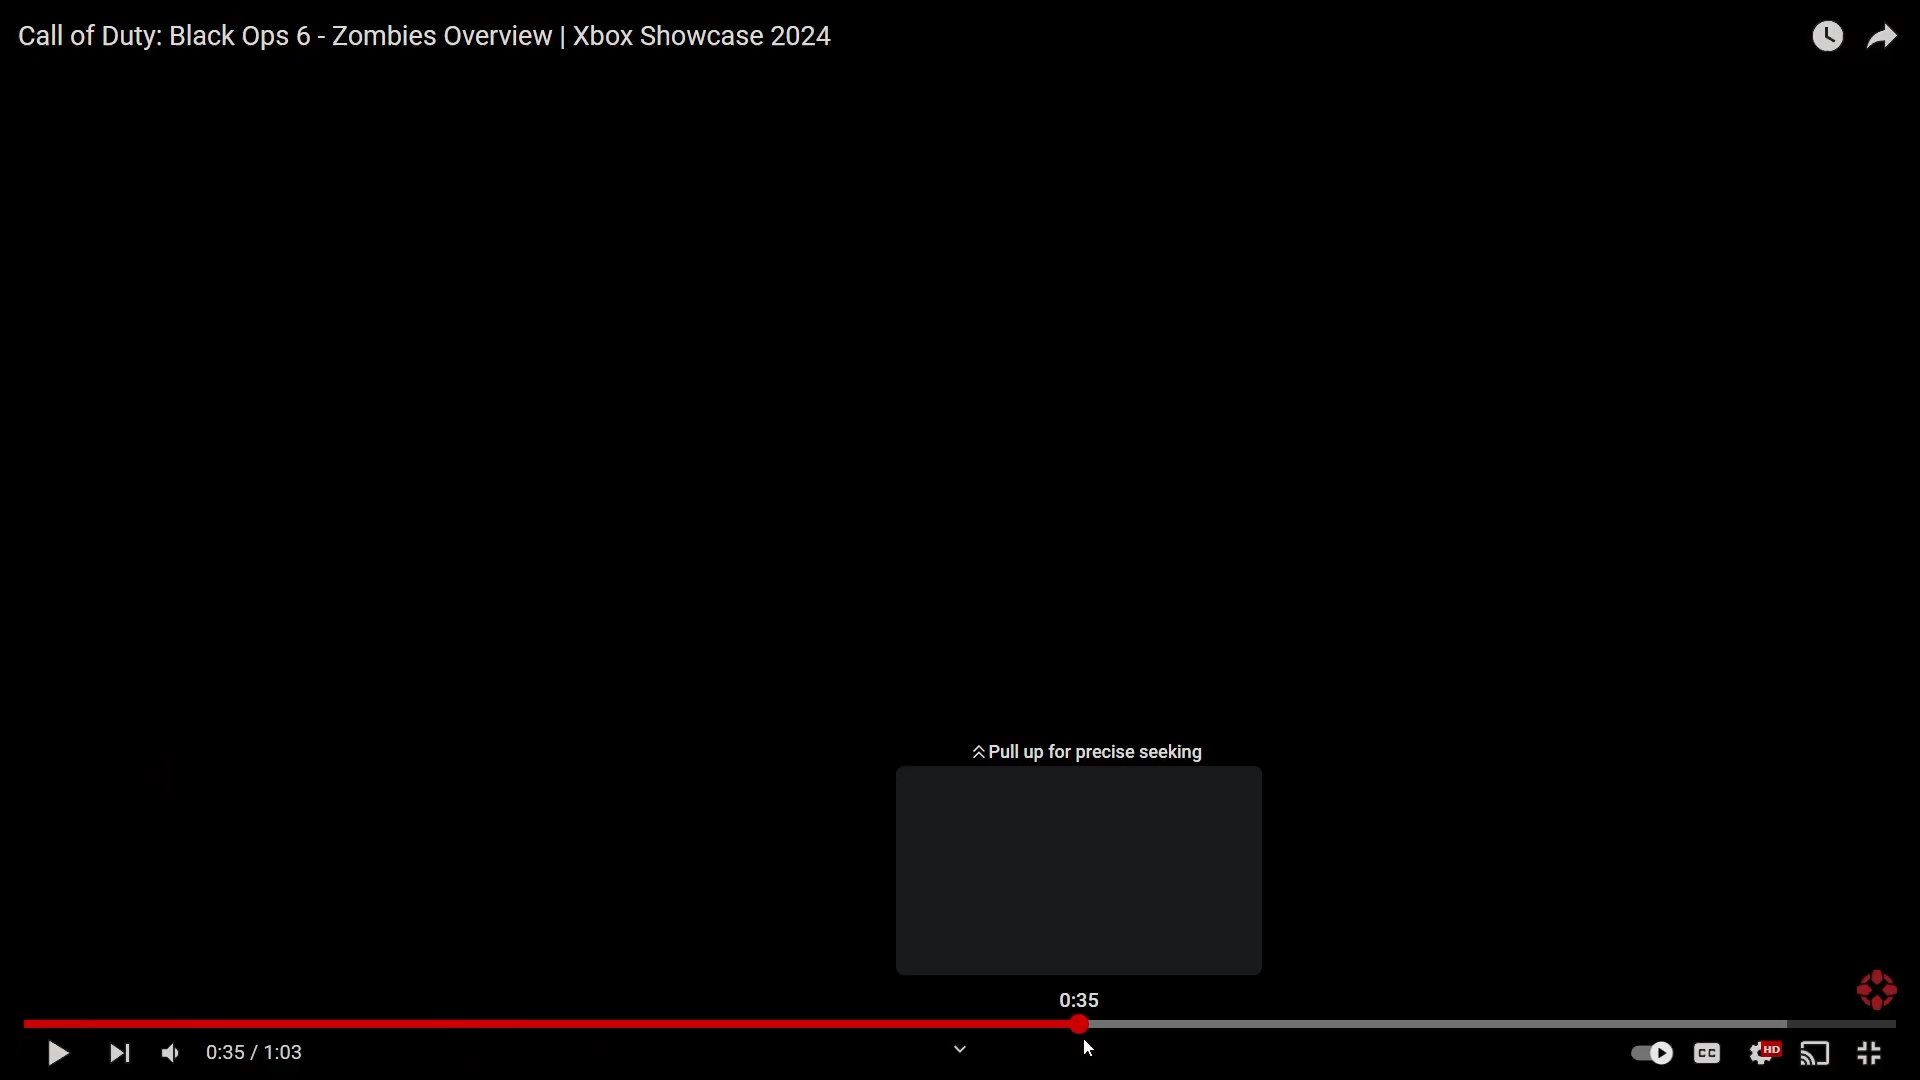 Call of Duty: Black Ops 6 - Zombies Overview | Xbox Showcase 2024
Pull up for precise seeking
0:35
0:35 / 1:03
CC
HD